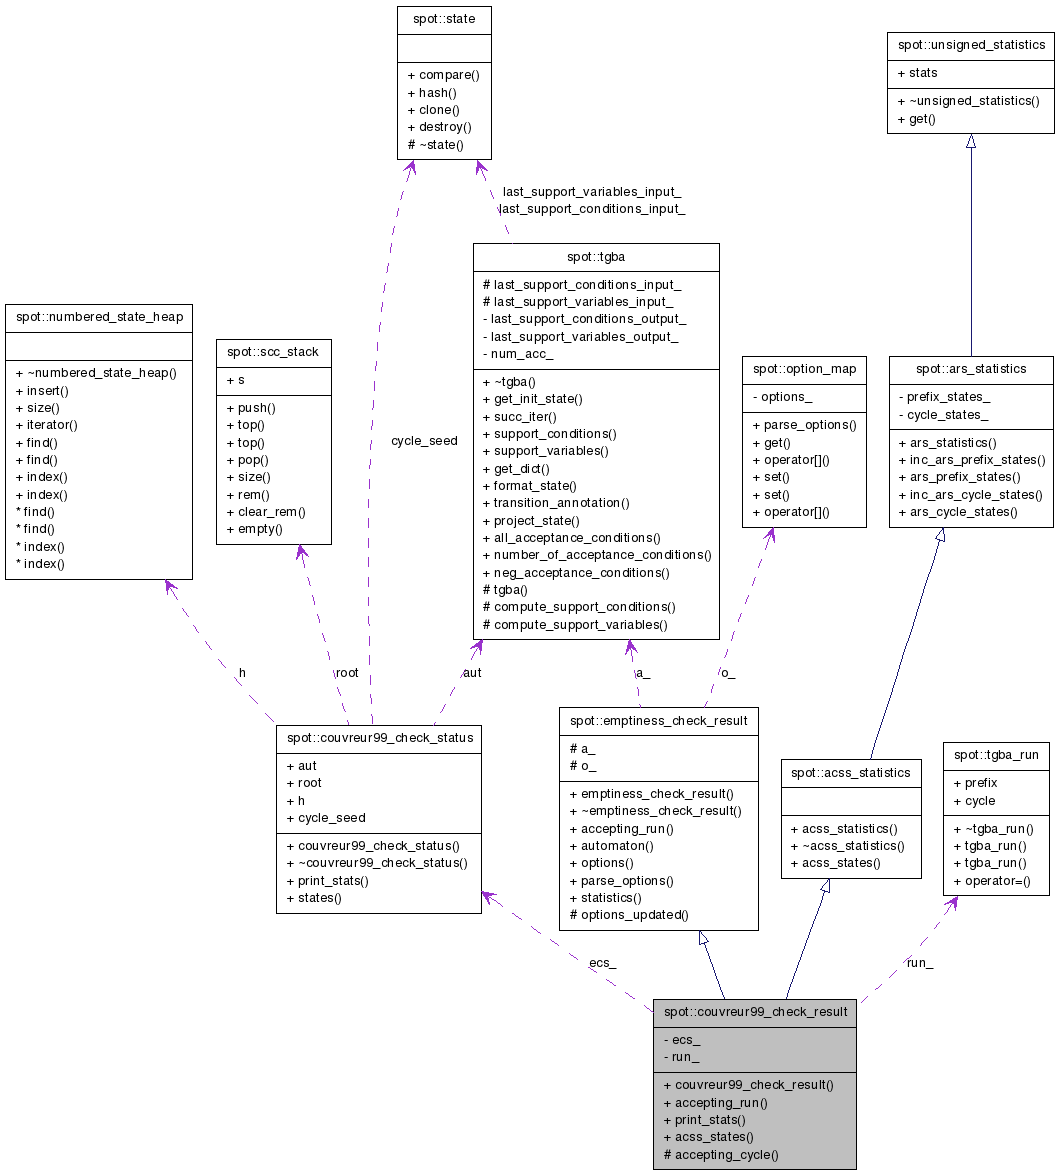 spot::state
+ compare()
+ hash()
+ clone()
+ destroy()
# ~state()
spot::unsigned_statistics
+ stats
+ ~unsigned_statistics()
+ get()
last_support_variables_input_
last_support_conditions_input_
spot::tgba
# last_support_conditions_input_
# last_support_variables_input_
- last_support_conditions_output_
- last_support_variables_output_
- num_acc_
+ ~tgba()
+ get_init_state()
+ succ_iter()
+ support_conditions()
+ support_variables()
+ get_dict()
+ format_state()
+ transition_annotation()
+ project_state()
+ all_acceptance_conditions()
+ number_of_acceptance_conditions()
+ neg_acceptance_conditions()
# tgba()
# compute_support_conditions()
# compute_support_variables()
spot::numbered_state_heap
+ ~numbered_state_heap()
+ insert()
+ size()
+ iterator()
+ find()
+ find()
+ index()
+ index()
* find()
* find()
* index()
* index()
spot::scc_stack
+ s
+ push()
+ top()
+ top()
+ pop()
+ size()
+ rem()
+ clear_rem()
+ empty()
cycle_seed
spot::option_map
- options_
+ parse_options()
+ get()
+ operator[]()
+ set()
+ set()
+ operator[]()
spot::ars_statistics
- prefix_states_
- cycle_states_
+ ars_statistics()
+ inc_ars_prefix_states()
+ ars_prefix_states()
+ inc_ars_cycle_states()
+ ars_cycle_states()
h
root
aut
a_
o_
spot::couvreur99_check_status
+ aut
+ root
+ h
+ cycle_seed
+ couvreur99_check_status()
+ ~couvreur99_check_status()
+ print_stats()
+ states()
spot::emptiness_check_result
# a_
# o_
+ emptiness_check_result()
+ ~emptiness_check_result()
+ accepting_run()
+ automaton()
+ options()
+ parse_options()
+ statistics()
# options_updated()
spot::acss_statistics
+ acss_statistics()
+ ~acss_statistics()
+ acss_states()
spot::tgba_run
+ prefix
+ cycle
+ ~tgba_run()
+ tgba_run()
+ tgba_run()
+ operator=()
ecs_
run_
spot::couvreur99_check_result
- ecs_
- run_
+ couvreur99_check_result()
+ accepting_run()
+ print_stats()
+ acss_states()
# accepting_cycle()